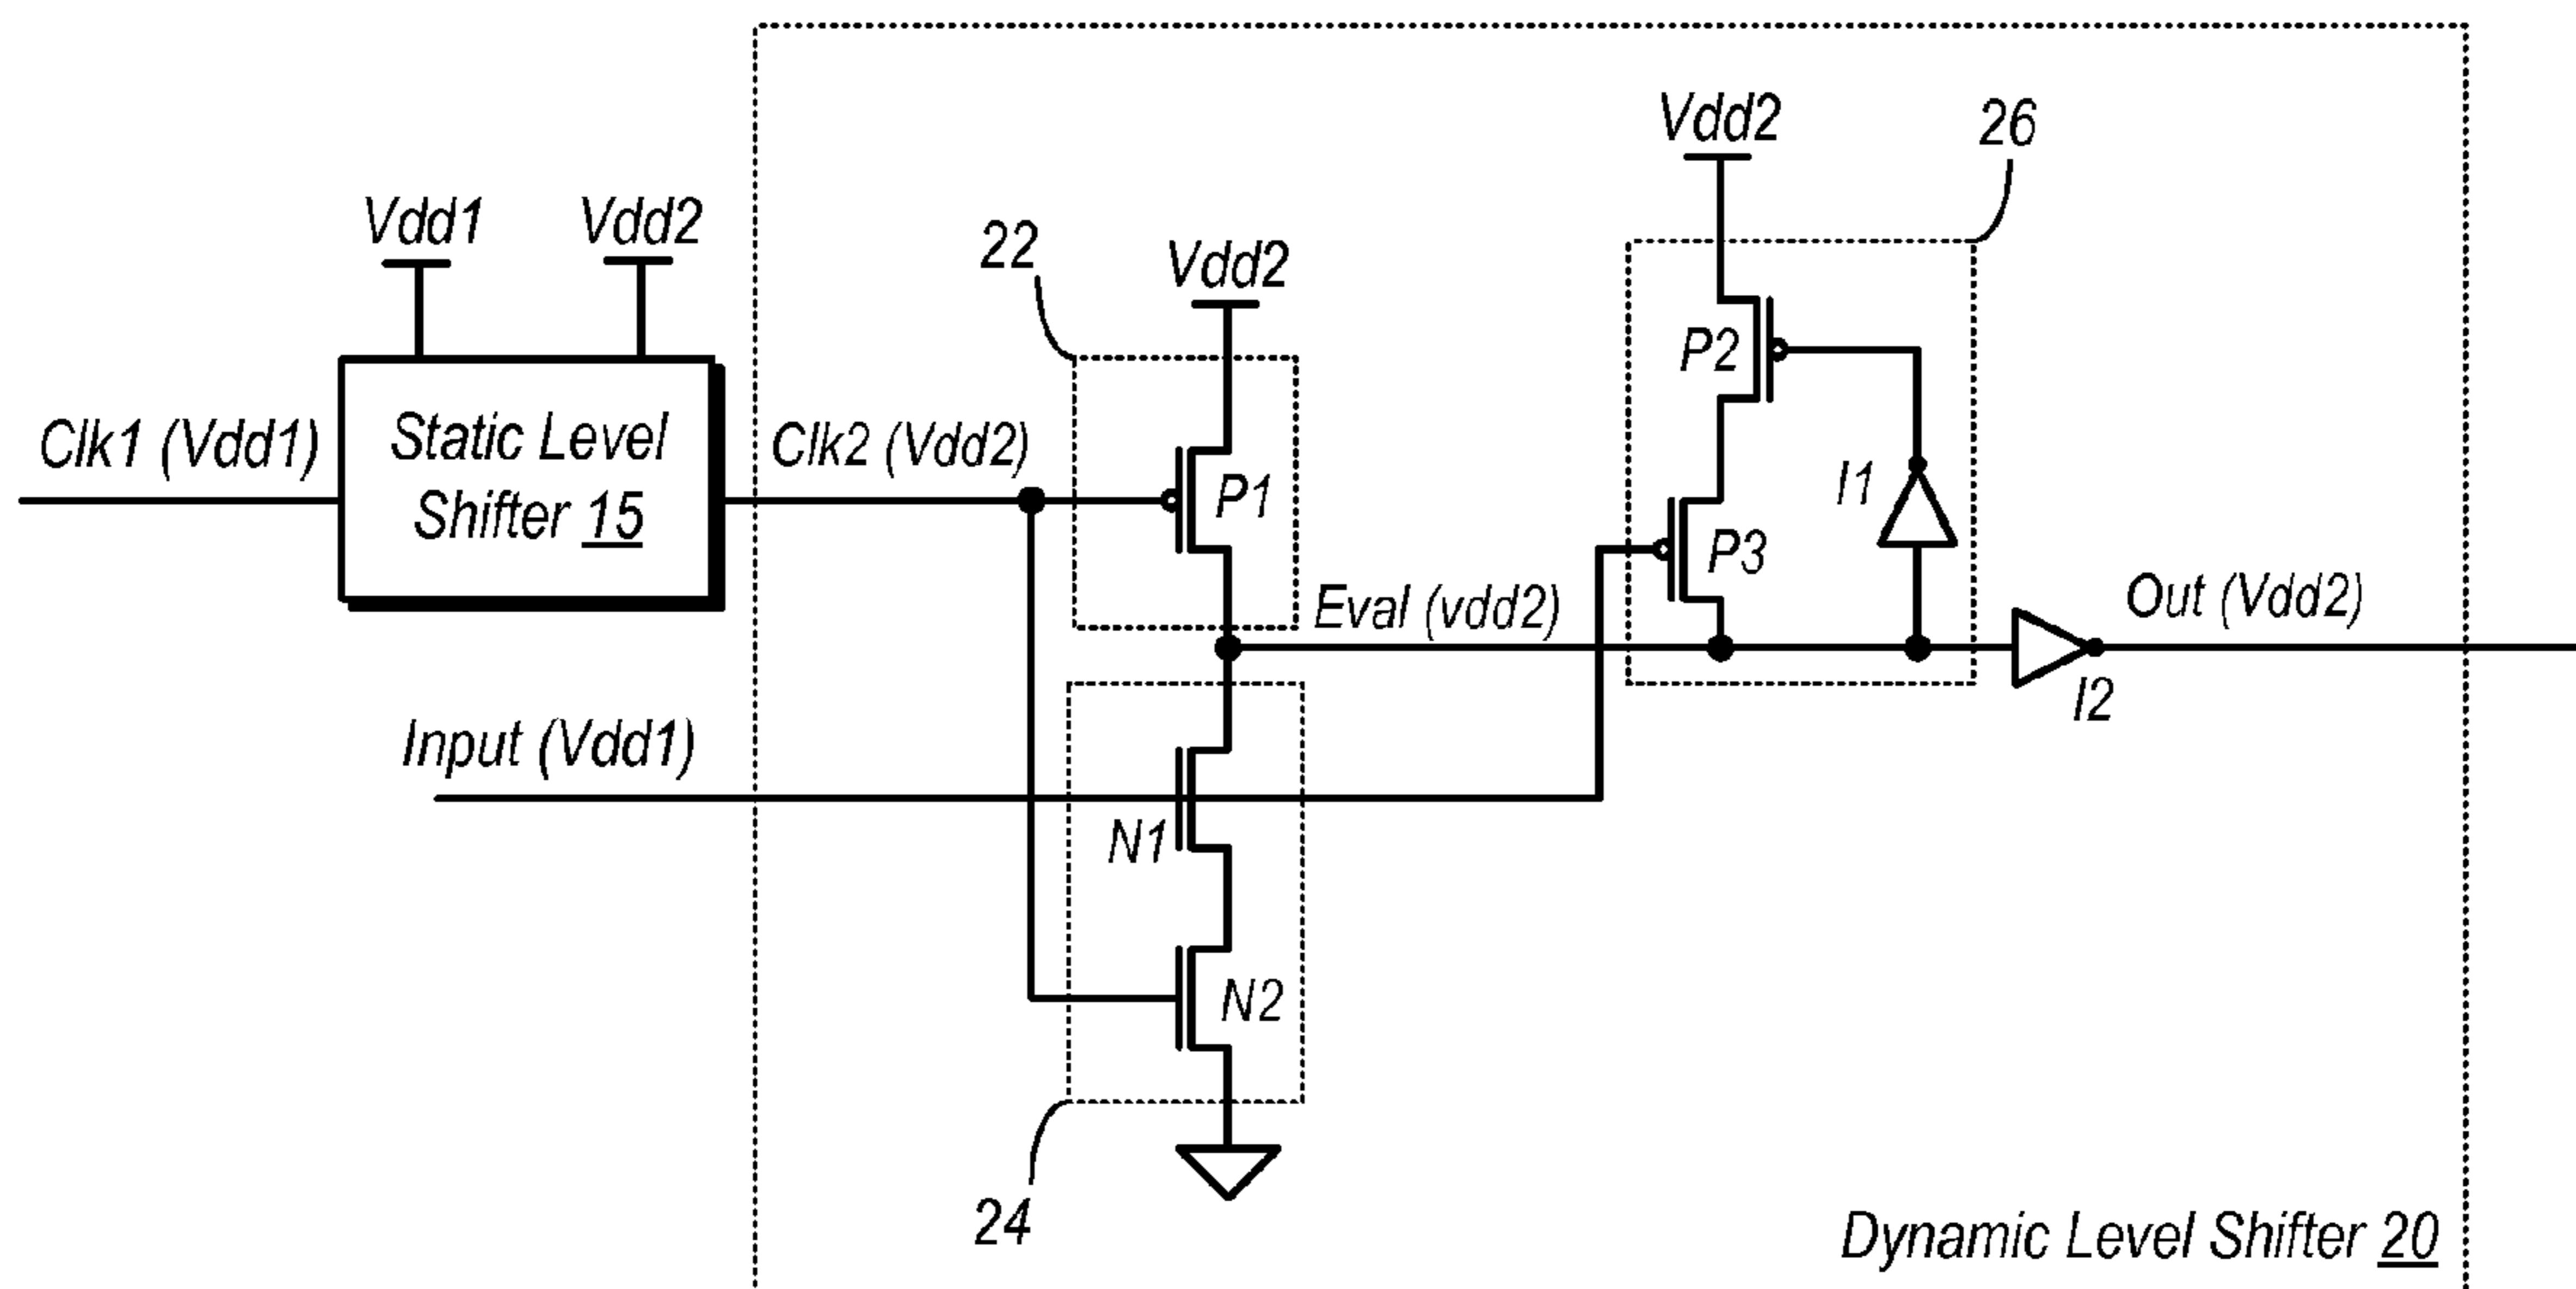 Vdd2
26
Vdd1
Vdd2
22
Vdd2
P2
Clk1 (Vdd1)
Static Level
Shifter 15
Clk2 (Vdd2)
P1
I1
P3
Eval (vdd2)
Out (Vdd2)
I2
Input (Vdd1)
N1
N2
24
Dynamic Level Shifter 20